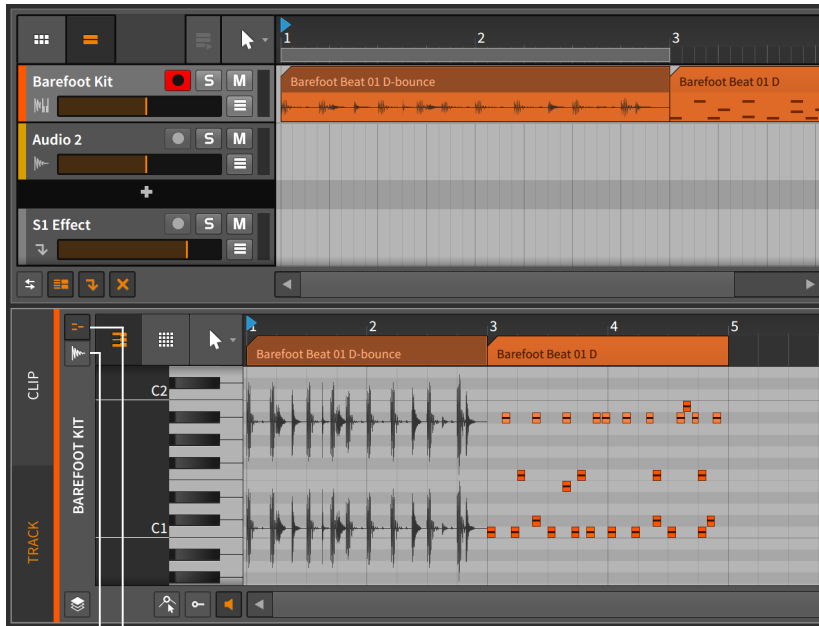 1 2 3
Barefoot Kit S M
Barefoot Beat 01 D-bounce Barefoot Beat 01 D
Audio 2 S M
S1 Effect S M
1 2 3 4 5
Barefoot Beat 01 D-bounce Barefoot Beat 01 D
CLIP
TRACK
BAREFOOT KIT
C2
C1